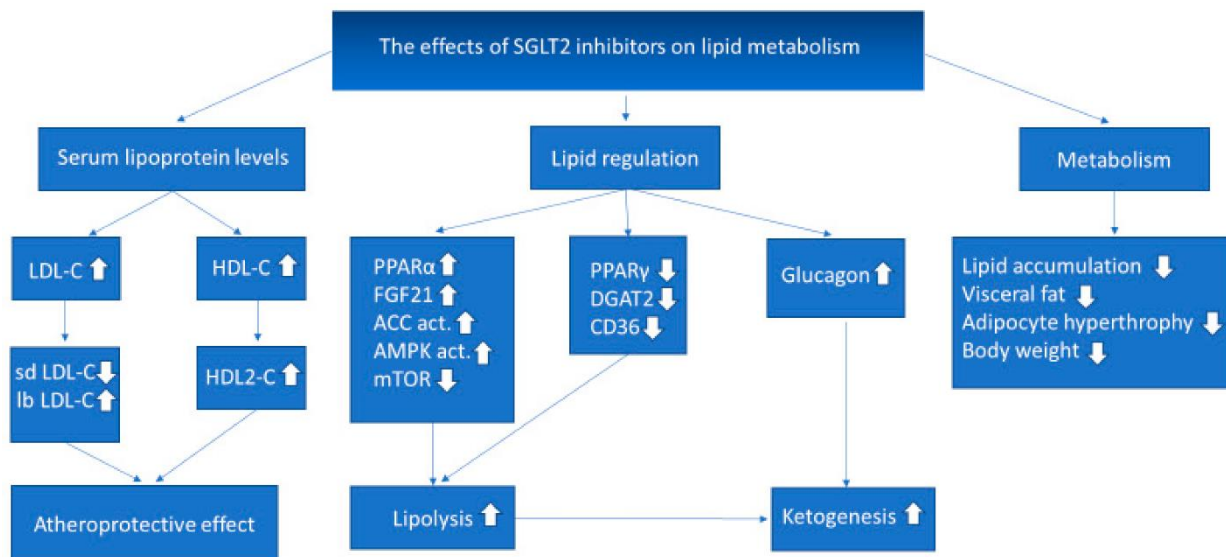 The effects of SGLT2 inhibitors on lipid metabolism
Serum lipoprotein levels
Lipid regulation
Metabolism
LDL-C
HDL-C
PPARα
FGF21
ACC act.
AMPK act.
mTOR
PPARγ
DGAT2
CD36
Glucagon
Lipid accumulation
Visceral fat
Adipocyte hyperthrophy
Body weight
sd LDL-C
lb LDL-C
HDL2-C
Atheroprotective effect
Lipolysis
Ketogenesis